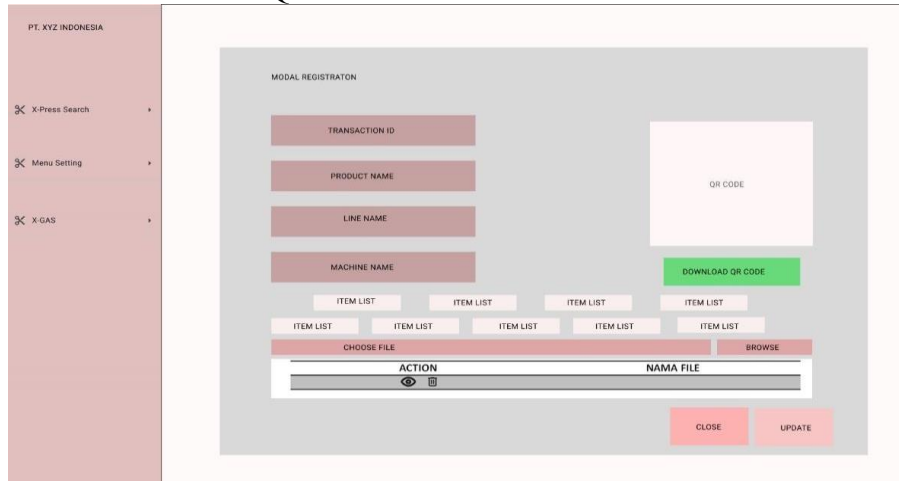 PT. XYZ INDONESIA
X-Press Search
Menu Setting
X-GAS
MODAL REGISTRATON
TRANSACTION ID
PRODUCT NAME
LINE NAME
MACHINE NAME
QR CODE
DOWNLOAD QR CODE
ITEM LIST ITEM LIST ITEM LIST ITEM LIST
ITEM LIST ITEM LIST ITEM LIST ITEM LIST ITEM LIST
CHOOSE FILE BROWSE
ACTION NAMA FILE
CLOSE UPDATE